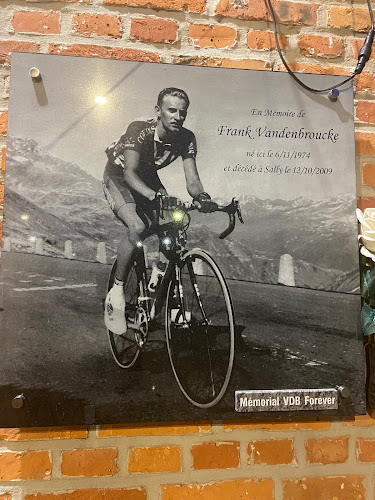 En Mémoire de
Frank Vandenbroucke
né ici le 6/11/1974
et décédé à Sally le 12/10/2009
Mémorial VDB Forever